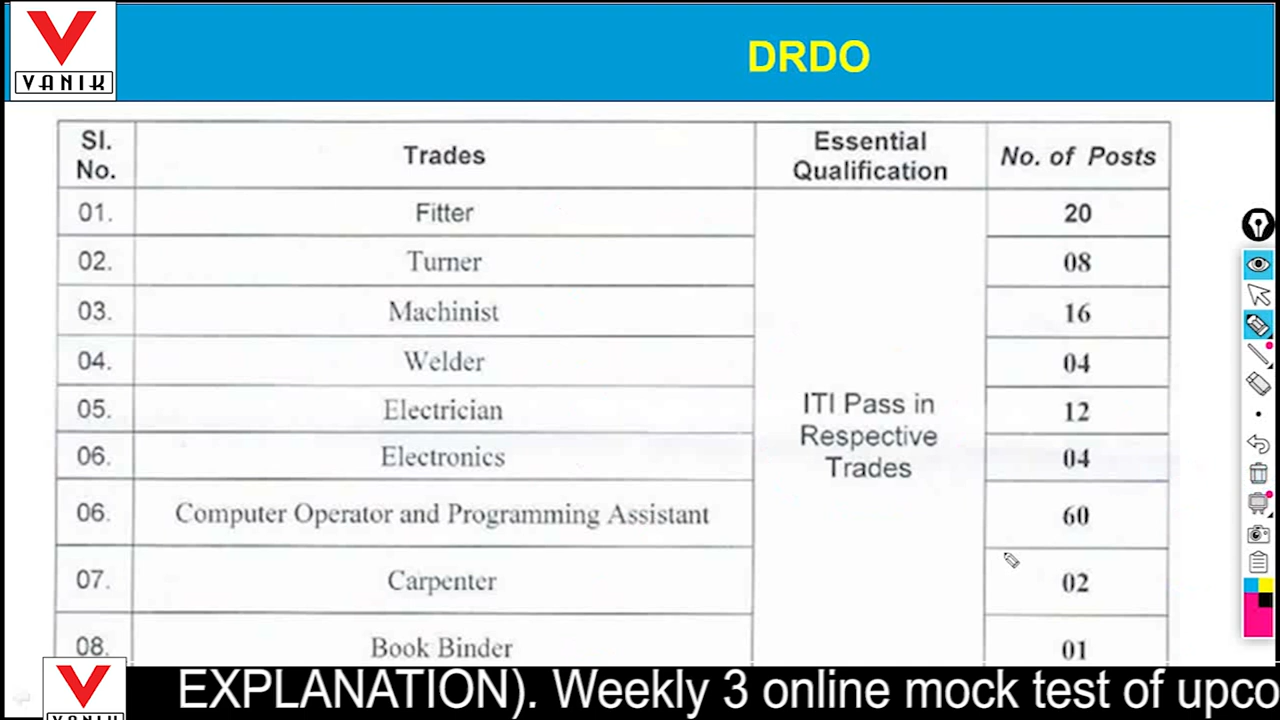 VANIK
DRDO
Sl. No. Trades Essential Qualification No. of Posts
01. Fitter 20
02. Turner 08
03. Machinist 16
04. Welder 04
05. Electrician 12
06. Electronics 04
ITI Pass in Respective Trades
06. Computer Operator and Programming Assistant 60
07. Carpenter 02
08. Book Binder 01
VANIK
EXPLANATION). Weekly 3 online mock test of upco